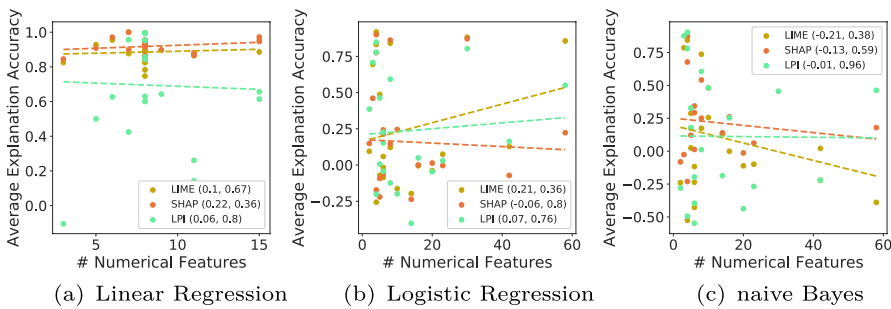 Average Explanation Accuracy
1.0
0.8
0.6
0.4
0.2
0.0
LIME (0.1, 0.67)
SHAP (0.22, 0.36)
LPI (0.06, 0.8)
5 10 15
# Numerical Features
(a) Linear Regression
Average Explanation Accuracy
0.75
0.50
0.25
0.00
−0.25
LIME (0.21, 0.36)
SHAP (-0.06, 0.8)
LPI (0.07, 0.76)
0 20 40 60
# Numerical Features
(b) Logistic Regression
Average Explanation Accuracy
0.75
0.50
0.25
0.00
−0.25
−0.50
LIME (-0.21, 0.38)
SHAP (-0.13, 0.59)
LPI (-0.01, 0.96)
0 20 40 60
# Numerical Features
(c) naive Bayes